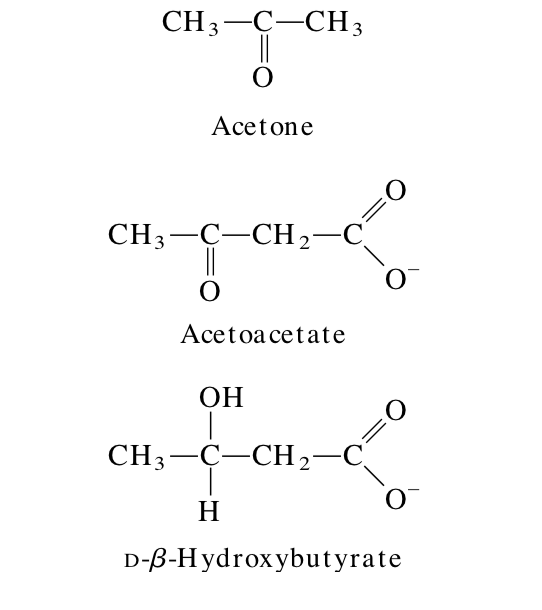 CH₃—C—CH₃
O
Acetone
O
CH₃—C—CH₂—C
O O⁻
Acetoacetate
OH O
CH₃—C—CH₂—C
H O⁻
D-β-Hydroxybutyrate